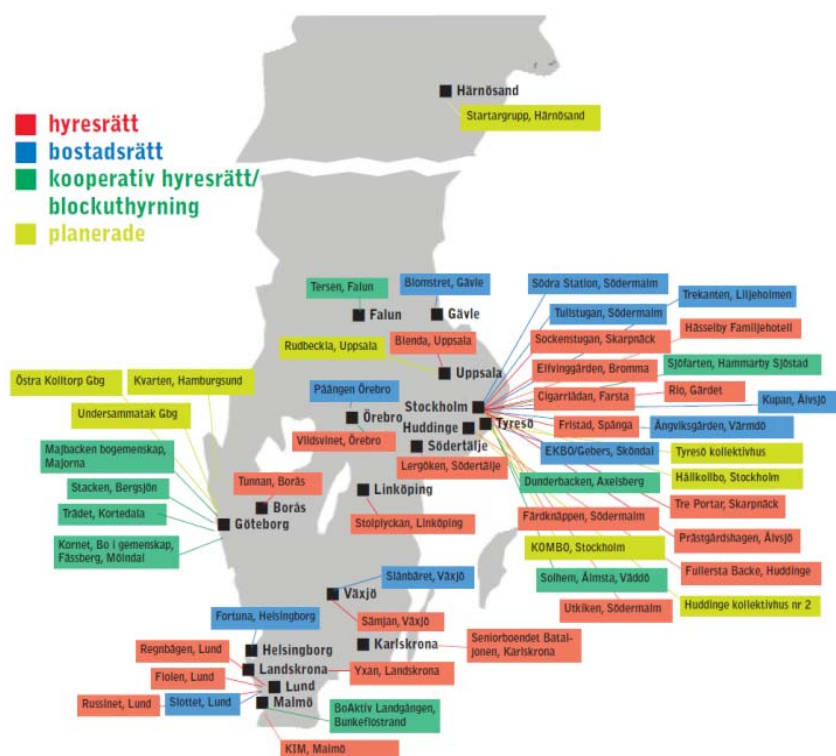 Härnösand
Startargrupp, Härnösand
hyresrätt
bostadsrätt
kooperativ hyresrätt/
blockuthyrning
planerade
Tersen, Falun
Blomstret, Gävle
Södra Station, Södermalm
Trekanten, Liljeholmen
Falun
Gävle
Tullstugan, Södermalm
Hässelby Familjehotell
Rudbeckia, Uppsala
Blenda, Uppsala
Sockenstugan, Skarpnäck
Sjöfarten, Hammarby Sjöstad
Uppsala
Elfvinggården, Bromma
Östra Kolltorp Gbg
Kvarten, Hamburgsund
Påängen Örebro
Cigarrlådan, Farsta
Rio, Gärdet
Kupan, Älvsjö
Undersammatak Gbg
Stockholm
Örebro
Huddinge
Tyresö
Fristad, Spånga
Ängviksgården, Värmdö
Vildsvinet, Örebro
Södertälje
EKBO/Gebers, Sköndal
Tyresö kollektivhus
Majbacken bogemenskap,
Majorna
Lergöken, Södertälje
Dunderbacken, Axelsberg
Hållkollbo, Stockholm
Stacken, Bergsjön
Tunnan, Borås
Linköping
Tre Portar, Skarpnäck
Trädet, Kortedala
Borås
Göteborg
Stolplyckan, Linköping
Färdknäppen, Södermalm
Prästgårdshagen, Älvsjö
Kornet, Bo i gemenskap,
Fässberg, Mölndal
KOMBO, Stockholm
Fullersta Backe, Huddinge
Solhem, Älmsta, Väddö
Slånbäret, Växjö
Huddinge kollektivhus nr 2
Växjö
Utkiken, Södermalm
Fortuna, Helsingborg
Sämjan, Växjö
Regnbågen, Lund
Helsingborg
Karlskrona
Seniorboendet Batal-
jonen, Karlskrona
Fiolen, Lund
Landskrona
Yxan, Landskrona
Lund
Russinet, Lund
Slottet, Lund
Malmö
BoAktiv Landgången,
Bunkeflostrand
KIM, Malmö